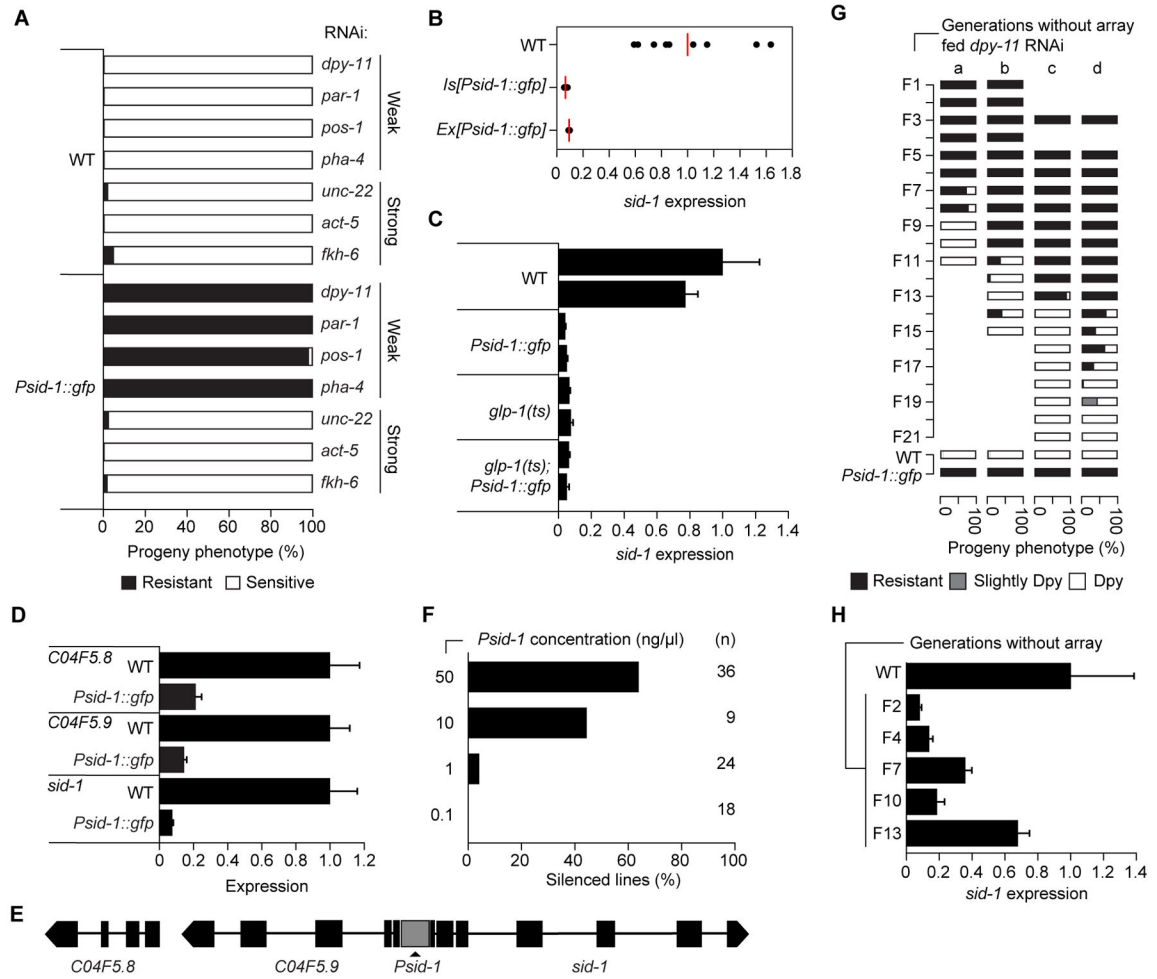 A
RNAi:
WT
dpy-11
par-1
pos-1
pha-4
Weak
unc-22
act-5
fkh-6
Strong
Psid-1::gfp
dpy-11
par-1
pos-1
pha-4
Weak
unc-22
act-5
fkh-6
Strong
0 20 40 60 80 100
Progeny phenotype (%)
Resistant Sensitive
B
WT
Is[Psid-1::gfp]
Ex[Psid-1::gfp]
0 0.2 0.4 0.6 0.8 1.0 1.2 1.4 1.6 1.8
sid-1 expression
C
WT
Psid-1::gfp
glp-1(ts)
glp-1(ts);
Psid-1::gfp
0 0.2 0.4 0.6 0.8 1.0 1.2 1.4
sid-1 expression
D
C04F5.8 WT
Psid-1::gfp
C04F5.9 WT
Psid-1::gfp
sid-1 WT
Psid-1::gfp
0 0.2 0.4 0.6 0.8 1.0 1.2
Expression
E
C04F5.8 C04F5.9 Psid-1 sid-1
F
Psid-1 concentration (ng/µl) (n)
50 36
10 9
1 24
0.1 18
0 20 40 60 80 100
Silenced lines (%)
G
Generations without array
fed dpy-11 RNAi
a b c d
F1
F3
F5
F7
F9
F11
F13
F15
F17
F19
F21
WT
Psid-1::gfp
0 100 0 100 0 100 0 100
Progeny phenotype (%)
Resistant Slightly Dpy Dpy
H
Generations without array
WT
F2
F4
F7
F10
F13
0 0.2 0.4 0.6 0.8 1.0 1.2 1.4
sid-1 expression